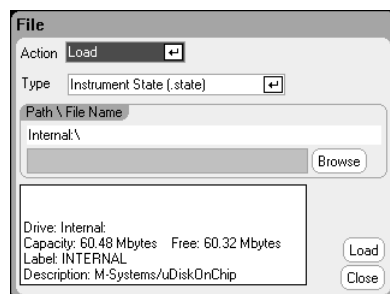 File
Action Load
Type Instrument State (.state)
Path \ File Name
Internal:\
Browse
Drive: Internal:
Capacity: 60.48 Mbytes Free: 60.32 Mbytes
Label: INTERNAL
Description: M-Systems/uDiskOnChip
Load
Close